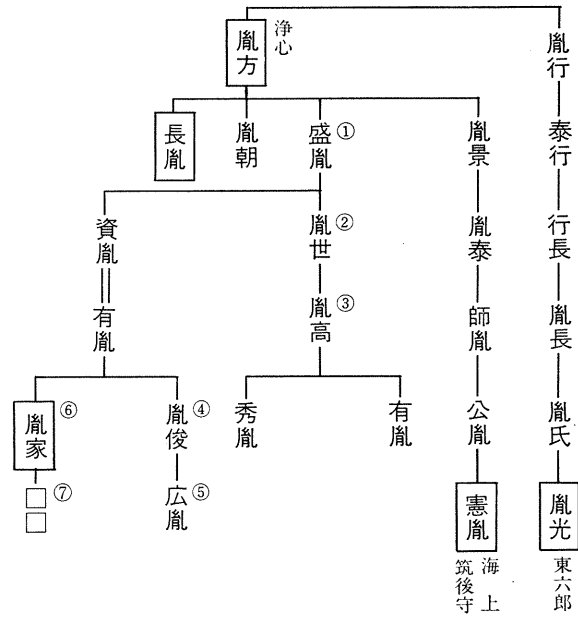 胤行
泰行
行長
胤長
胤氏
胤光
東六郎
胤方
浄心
胤景
胤泰
師胤
公胤
憲胤
海上
筑後守
盛胤 ①
胤朝
長胤
胤世 ②
胤高 ③
有胤
秀胤
資胤
有胤
胤俊 ④
広胤 ⑤
胤家 ⑥
□□ ⑦